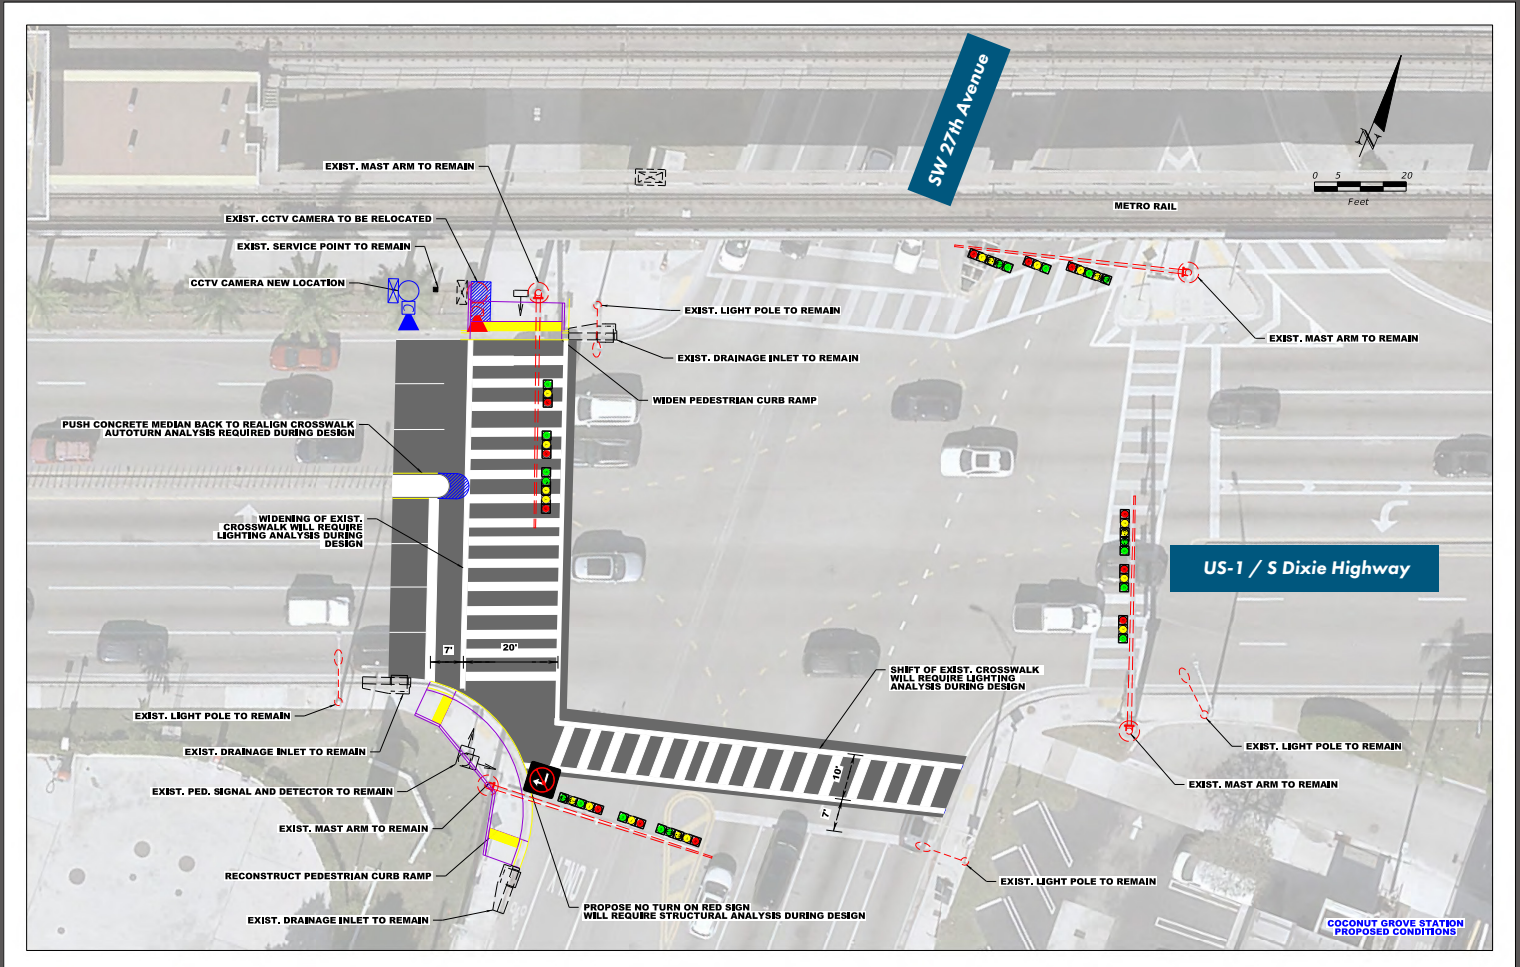 SW 27th Avenue
N
0 5 20
Feet
METRO RAIL
EXIST. MAST ARM TO REMAIN
EXIST. CCTV CAMERA TO BE RELOCATED
EXIST. SERVICE POINT TO REMAIN
CCTV CAMERA NEW LOCATION
EXIST. LIGHT POLE TO REMAIN
EXIST. MAST ARM TO REMAIN
EXIST. DRAINAGE INLET TO REMAIN
WIDEN PEDESTRIAN CURB RAMP
PUSH CONCRETE MEDIAN BACK TO REALIGN CROSSWALK
AUTOTURN ANALYSIS REQUIRED DURING DESIGN
WIDENING OF EXIST.
CROSSWALK WILL REQUIRE
LIGHTING ANALYSIS DURING
DESIGN
US-1 / S Dixie Highway
7' 20'
SHIFT OF EXIST. CROSSWALK
WILL REQUIRE LIGHTING
ANALYSIS DURING DESIGN
EXIST. LIGHT POLE TO REMAIN
EXIST. DRAINAGE INLET TO REMAIN
EXIST. LIGHT POLE TO REMAIN
10'
7'
EXIST. MAST ARM TO REMAIN
EXIST. PED. SIGNAL AND DETECTOR TO REMAIN
EXIST. MAST ARM TO REMAIN
RECONSTRUCT PEDESTRIAN CURB RAMP
EXIST. LIGHT POLE TO REMAIN
ONLY
EXIST. DRAINAGE INLET TO REMAIN
PROPOSE NO TURN ON RED SIGN
WILL REQUIRE STRUCTURAL ANALYSIS DURING DESIGN
COCONUT GROVE STATION
PROPOSED CONDITIONS